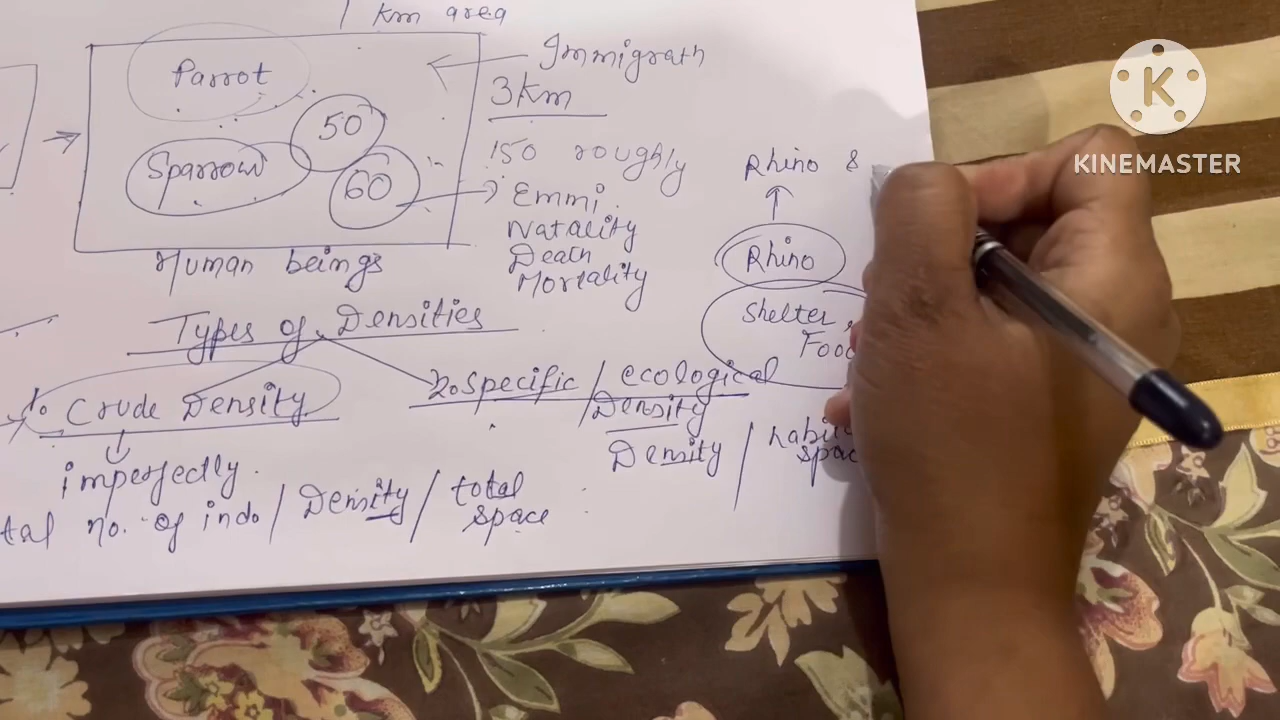 1 km area
Parrot
Immigrath
3km
50
Sparrow
150 roughly
60
Emmi.
Natality
Death
Mortality
Human beings
Rhino &
Rhino
Shelter
Food
Types of Densities
1. Crude Density
2. Specific / ecological
Density
imperfectly.
Density /
space
tal no. of indo / Density / total
space
KINEMASTER